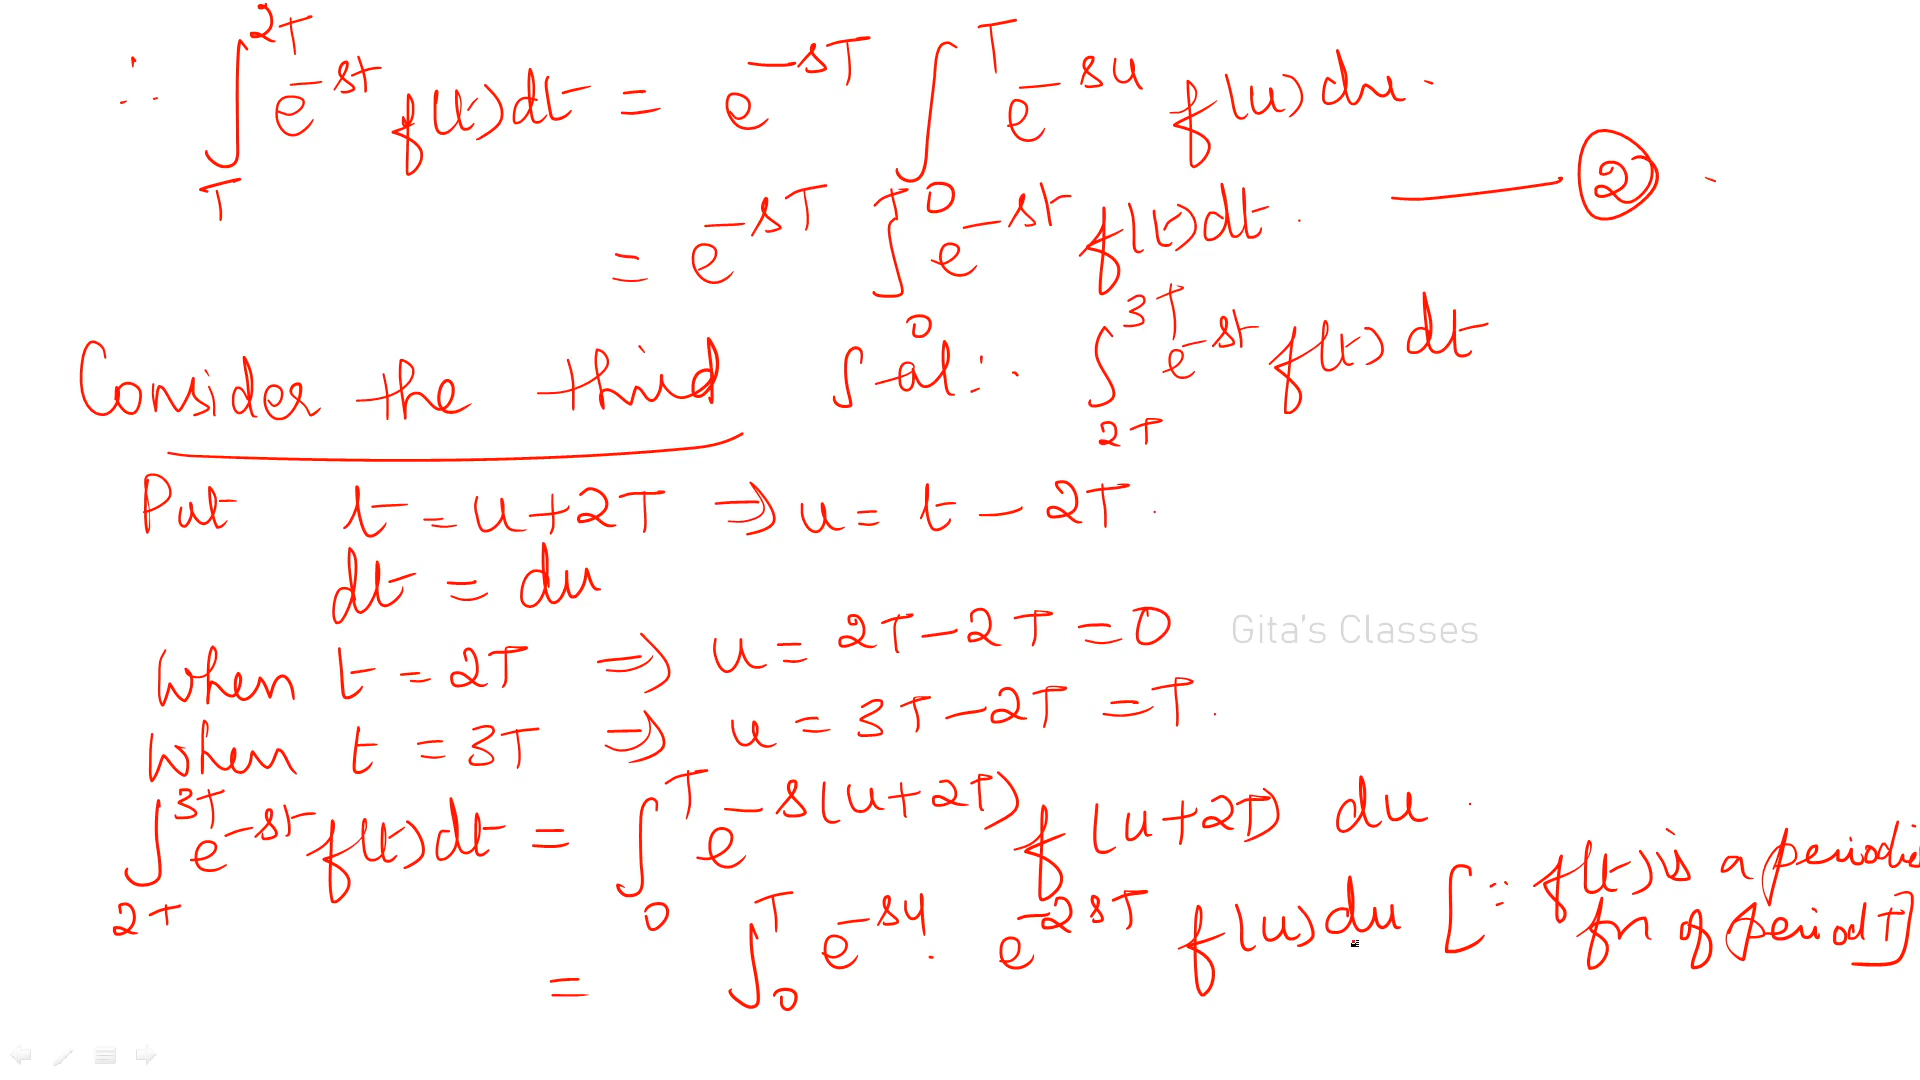 ∴ ∫_T^{2T} e^{-st} f(t) dt = e^{-sT} ∫_0^T e^{-su} f(u) du.
= e^{-sT} ∫_0^T e^{-st} f(t) dt. —— ②
Consider the third ∫-al :- ∫_{2T}^{3T} e^{-st} f(t) dt
Put t = u+2T ⇒ u = t - 2T.
dt = du
When t = 2T ⇒ u = 2T - 2T = 0
Gita's Classes
When t = 3T ⇒ u = 3T - 2T = T.
∫_{2T}^{3T} e^{-st} f(t) dt = ∫_0^T e^{-s(u+2T)} f(u+2T) du.
= ∫_0^T e^{-su} . e^{-2sT} f(u) du [∵ f(t) is a periodic
fn of period T]